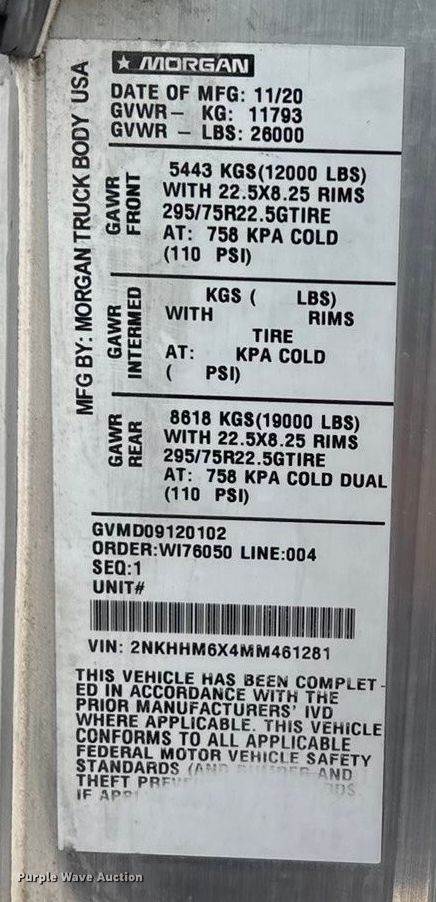 MORGAN
MFG BY: MORGAN TRUCK BODY USA
DATE OF MFG: 11/20
GVWR- KG: 11793
GVWR - LBS: 26000
GAWR FRONT
5443 KGS(12000 LBS)
WITH 22.5X8.25 RIMS
295/75R22.5GTIRE
AT: 758 KPA COLD
(110 PSI)
GAWR INTERMED
KGS ( LBS)
WITH RIMS
TIRE
AT: KPA COLD
( PSI)
GAWR REAR
8618 KGS(19000 LBS)
WITH 22.5X8.25 RIMS
295/75R22.5GTIRE
AT: 758 KPA COLD DUAL
(110 PSI)
GVMD09120102
ORDER:WI76050 LINE:004
SEQ:1
UNIT#
VIN: 2NKHHM6X4MM461281
THIS VEHICLE HAS BEEN COMPLET-
ED IN ACCORDANCE WITH THE
PRIOR MANUFACTURERS' IVD
WHERE APPLICABLE. THIS VEHICLE
CONFORMS TO ALL APPLICABLE
FEDERAL MOTOR VEHICLE SAFETY
STANDARDS (AND BUMPER AND
THEFT
IF
Purple Wave Auction